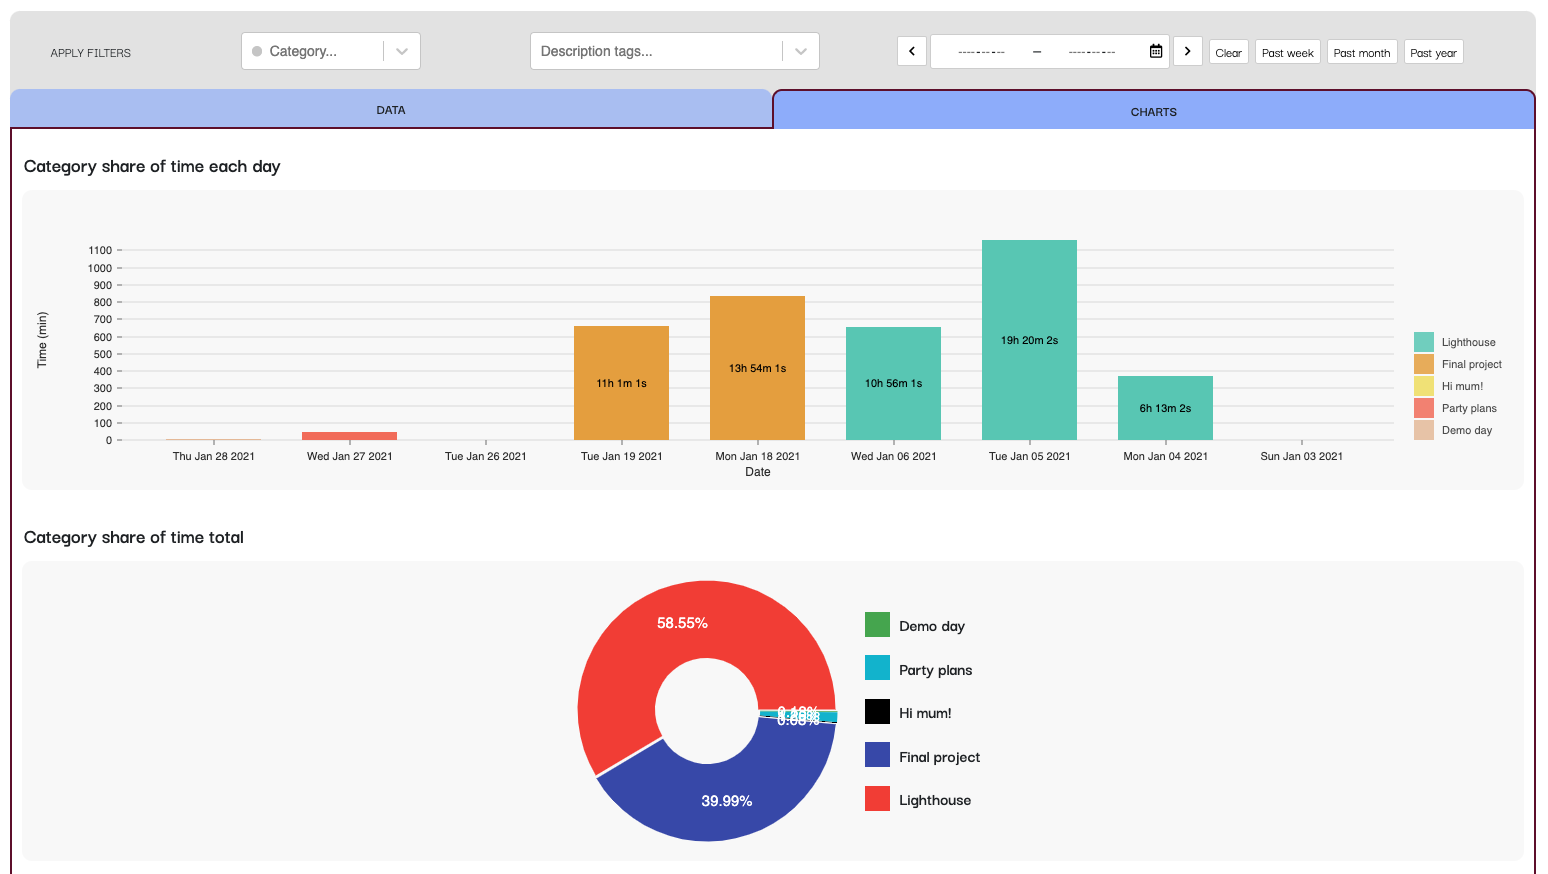 APPLY FILTERS
Category...
Description tags...
---------- – ----------
Clear
Past week
Past month
Past year
DATA
CHARTS
Category share of time each day
Time (min)
1100
1000
900
800
700
600
500
400
300
200
100
0
11h 1m 1s
13h 54m 1s
10h 56m 1s
19h 20m 2s
6h 13m 2s
Thu Jan 28 2021
Wed Jan 27 2021
Tue Jan 26 2021
Tue Jan 19 2021
Mon Jan 18 2021
Wed Jan 06 2021
Tue Jan 05 2021
Mon Jan 04 2021
Sun Jan 03 2021
Date
Lighthouse
Final project
Hi mum!
Party plans
Demo day
Category share of time total
58.55%
39.99%
Demo day
Party plans
Hi mum!
Final project
Lighthouse